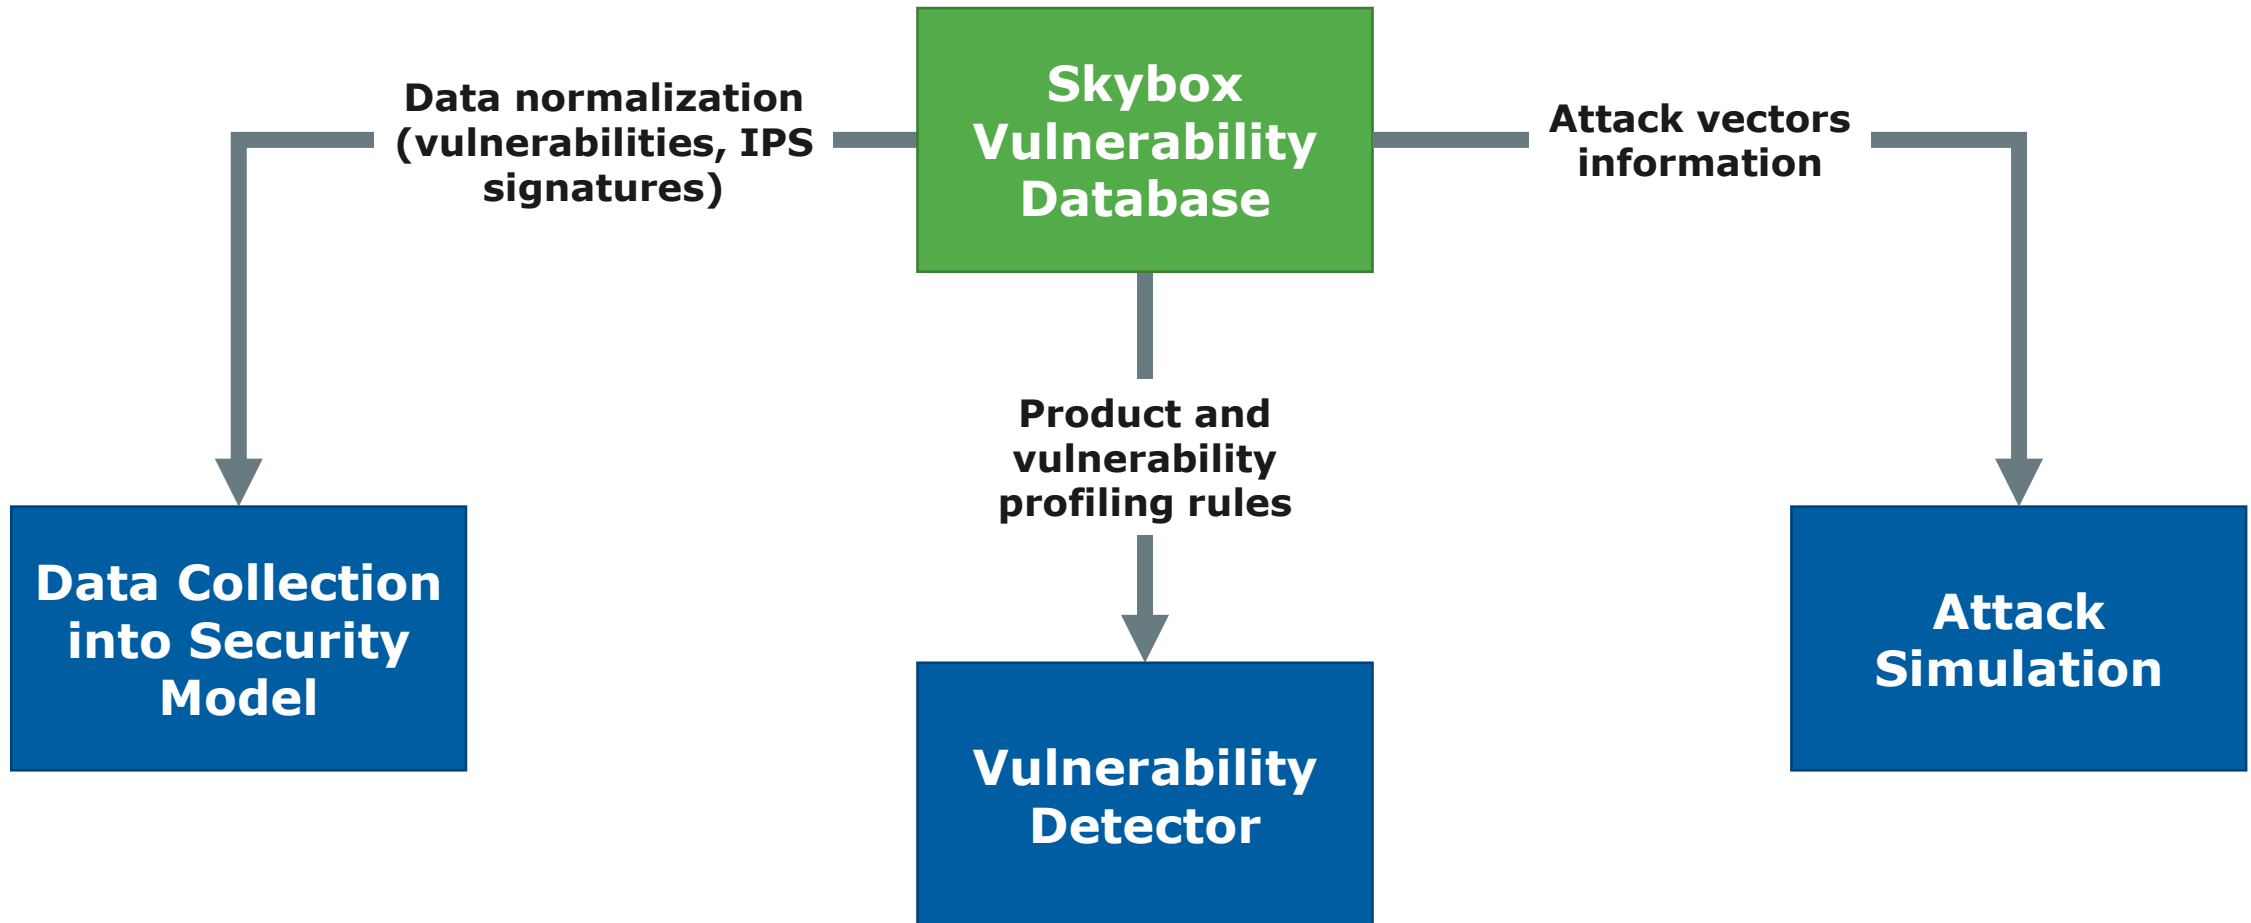 Skybox
Vulnerability
Database
Data normalization
(vulnerabilities, IPS
signatures)
Attack vectors
information
Product and
vulnerability
profiling rules
Data Collection
into Security
Model
Vulnerability
Detector
Attack
Simulation